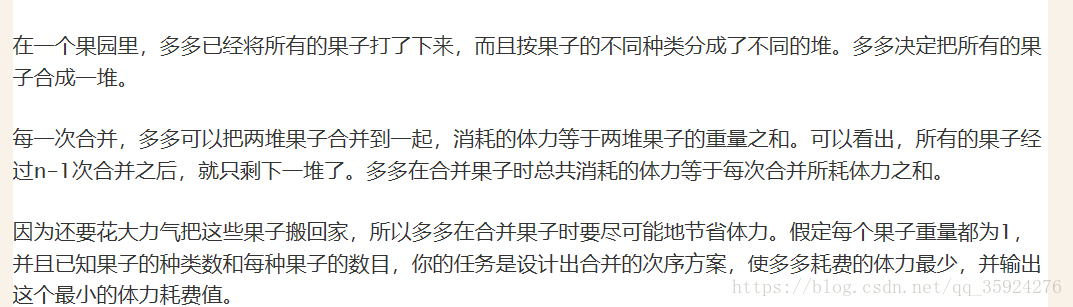 在一个果园里，多多已经将所有的果子打了下来，而且按果子的不同种类分成了不同的堆。多多决定把所有的果
子合成一堆。
每一次合并，多多可以把两堆果子合并到一起，消耗的体力等于两堆果子的重量之和。可以看出，所有的果子经
过n-1次合并之后，就只剩下一堆了。多多在合并果子时总共消耗的体力等于每次合并所耗体力之和。
因为还要花大力气把这些果子搬回家，所以多多在合并果子时要尽可能地节省体力。假定每个果子重量都为1，
并且已知果子的种类数和每种果子的数目，你的任务是设计出合并的次序方案，使多多耗费的体力最少，并输出
这个最小的体力耗费值。
https://blog.csdn.net/qq_35924276